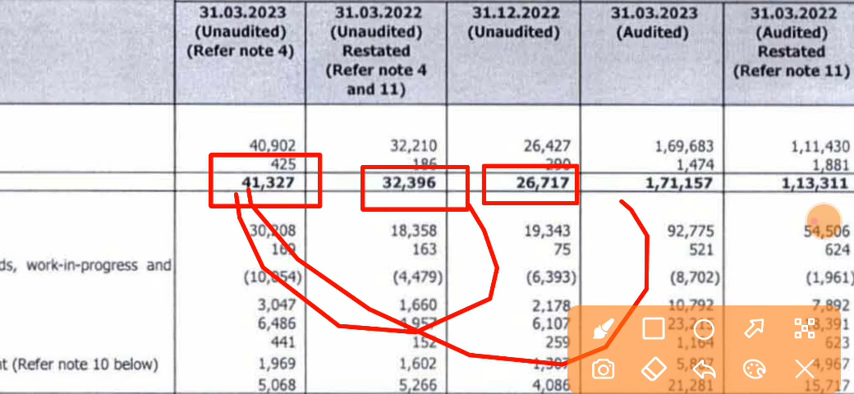 31.03.2023 31.03.2022 31.12.2022 31.03.2023 31.03.2022
(Unaudited) (Unaudited) (Unaudited) (Audited) (Audited)
(Refer note 4) Restated Restated
(Refer note 4 (Refer note 11)
and 11)
40,902 32,210 26,427 1,69,683 1,11,430
425 186 290 1,474 1,881
41,327 32,396 26,717 1,71,157 1,13,311
30,208 18,358 19,343 92,775 54,506
169 163 75 521 624
ds, work-in-progress and
(10,854) (4,479) (6,393) (8,702) (1,961)
3,047 1,660 2,178 10,792 7,892
6,486 6,107
441 152 259 1,164 623
nt (Refer note 10 below) 1,969 1,602 4,967
5,068 5,266 4,086 21,281 15,717